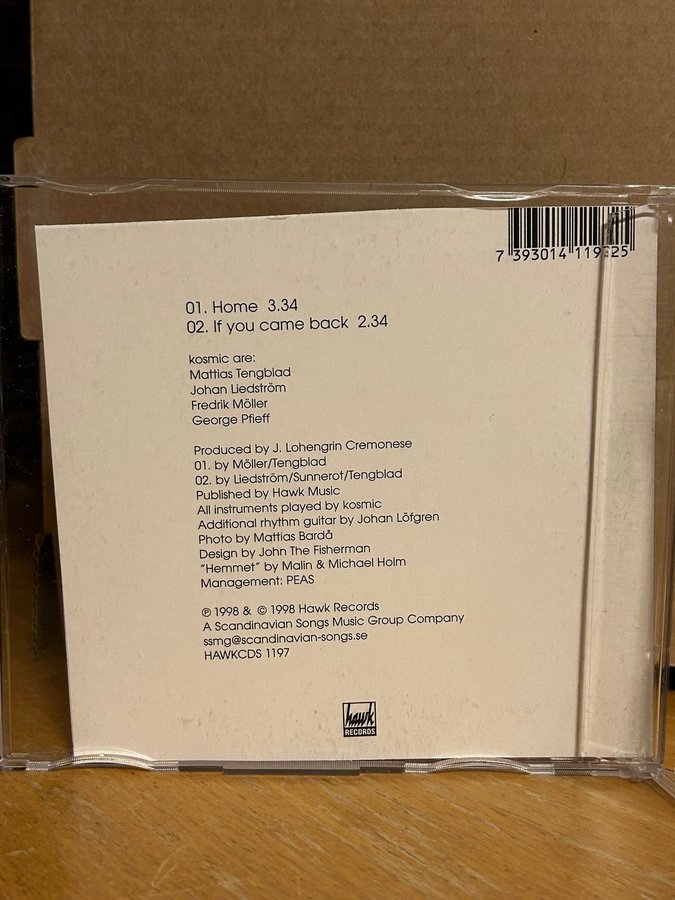 7 393014
01. Home 3.34
02. If you came back 2.34
kosmic are:
Mattias Tengblad
Johan Liedström
Fredrik Möller
George Pfieff
Produced by J. Lohengrin Cremonese
01. by Möller/Tengblad
02. by Liedström/Sunnerot/Tengblad
Published by Hawk Music
All instruments played by kosmic
Additional rhythm guitar by Johan Löfgren
Photo by Mattias Bardå
Design by John The Fisherman
"Hemmet" by Malin & Michael Holm
Management: PEAS
℗ 1998 & © 1998 Hawk Records
A Scandinavian Songs Music Group Company
ssmg@scandinavian-songs.se
HAWKCDS 1197
hawk
RECORDS